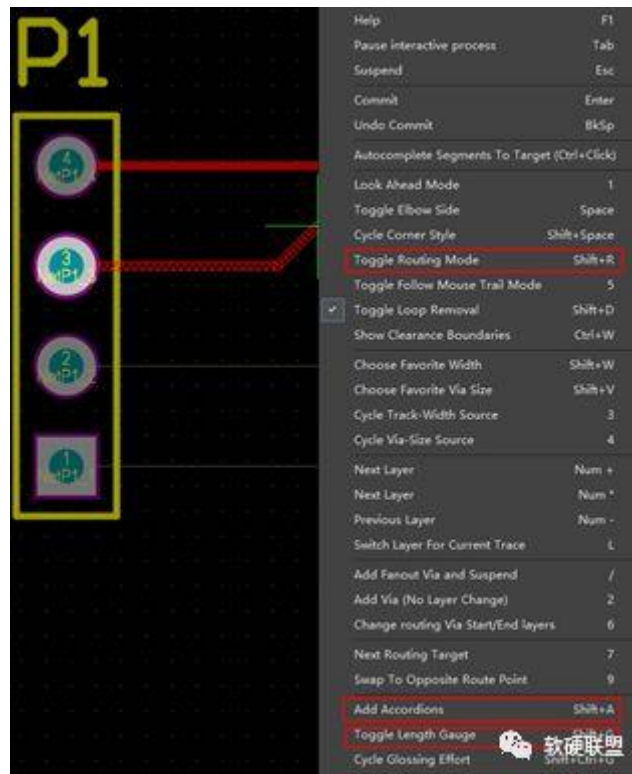 P1
Help F1
Pause interactive process Tab
Suspend Esc
Commit Enter
Undo Commit BkSp
Autocomplete Segments To Target (Ctrl+Click)
Look Ahead Mode 1
Toggle Elbow Side Space
Cycle Corner Style Shift+Space
Toggle Routing Mode Shift+R
Toggle Follow Mouse Trail Mode 5
Toggle Loop Removal Shift+D
Show Clearance Boundaries Ctrl+W
Choose Favorite Width Shift+W
Choose Favorite Via Size Shift+V
Cycle Track-Width Source 3
Cycle Via-Size Source 4
Next Layer Num +
Next Layer Num *
Previous Layer Num -
Switch Layer For Current Trace L
Add Fanout Via and Suspend /
Add Via (No Layer Change) 2
Change routing Via Start/End layers 6
Next Routing Target 7
Swap To Opposite Route Point 9
Add Accordions Shift+A
Toggle Length Gauge
Cycle Glossing Effort Shift+Ctrl+G
软硬联盟
4
3
2
1